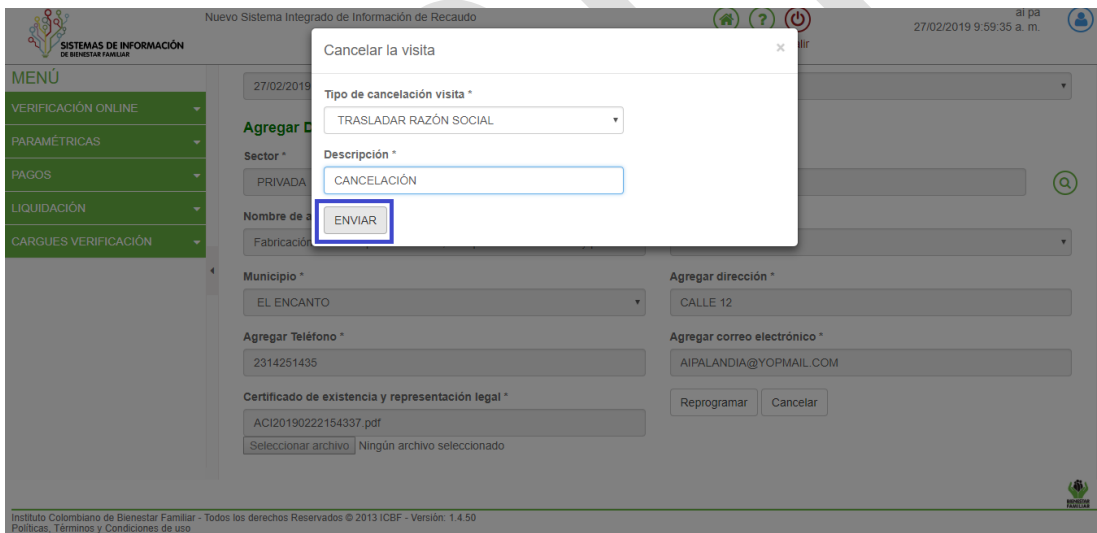 Nuevo Sistema Integrado de Información de Recaudo
ai pa
27/02/2019 9:59:35 a. m.
SISTEMAS DE INFORMACIÓN
DE BIENESTAR FAMILIAR
Cancelar la visita
×
MENÚ
VERIFICACIÓN ONLINE
PARAMÉTRICAS
PAGOS
LIQUIDACIÓN
CARGUES VERIFICACIÓN
27/02/2019
Tipo de cancelación visita *
TRASLADAR RAZÓN SOCIAL
Agregar D
Sector *
Descripción *
PRIVADA
CANCELACIÓN
Nombre de a
ENVIAR
Fabricación
Municipio *
Agregar dirección *
EL ENCANTO
CALLE 12
Agregar Teléfono *
Agregar correo electrónico *
2314251435
AIPALANDIA@YOPMAIL.COM
Certificado de existencia y representación legal *
Reprogramar
Cancelar
ACI20190222154337.pdf
Seleccionar archivo Ningún archivo seleccionado
BIENESTAR
FAMILIAR
Instituto Colombiano de Bienestar Familiar - Todos los derechos Reservados © 2013 ICBF - Versión: 1.4.50
Políticas, Términos y Condiciones de uso